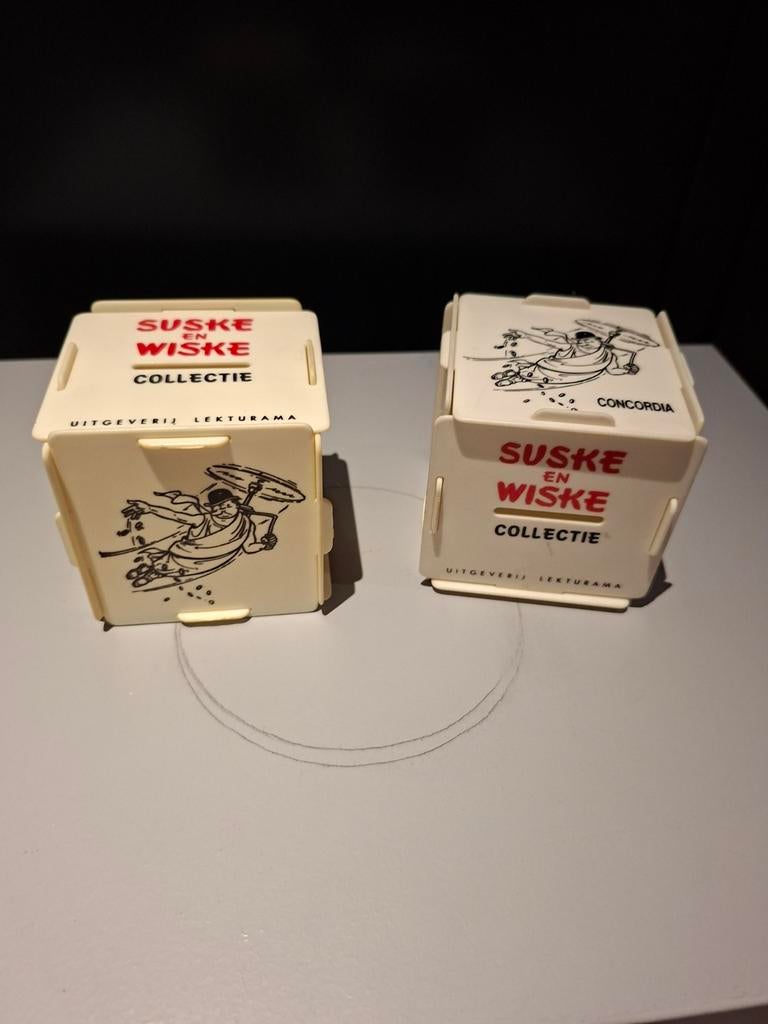 SUSKE
EN
WISKE
COLLECTIE
UITGEVERIJ LEKTURAMA
CONCORDIA
SUSKE
EN
WISKE
COLLECTIE
UITGEVERIJ LEKTURAMA